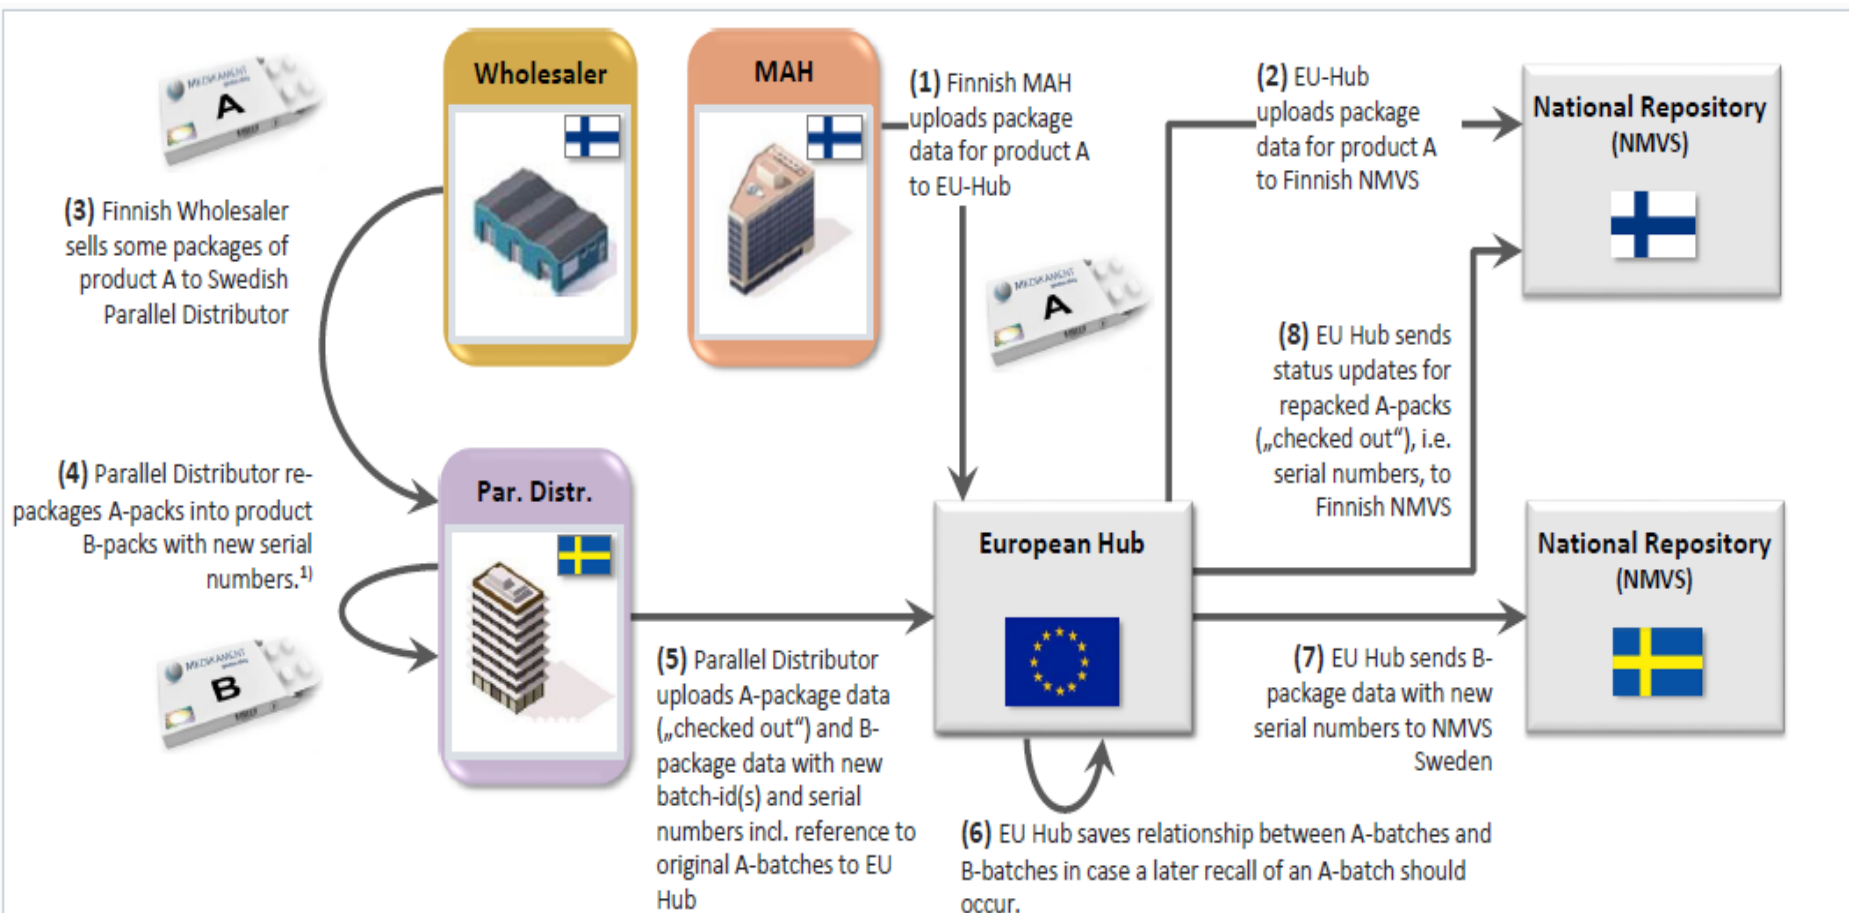 Wholesaler
MAH
MEDIKAMENT
A
(1) Finnish MAH
uploads package
data for product A
to EU-Hub
(2) EU-Hub
uploads package
data for product A
to Finnish NMVS
National Repository
(NMVS)
(3) Finnish Wholesaler
sells some packages of
product A to Swedish
Parallel Distributor
MEDIKAMENT
A
(8) EU Hub sends
status updates for
repacked A-packs
(„checked out“), i.e.
serial numbers, to
Finnish NMVS
(4) Parallel Distributor re-
packages A-packs into product
B-packs with new serial
numbers.¹⁾
Par. Distr.
European Hub
National Repository
(NMVS)
MEDIKAMENT
B
(5) Parallel Distributor
uploads A-package data
(„checked out“) and B-
package data with new
batch-id(s) and serial
numbers incl. reference to
original A-batches to EU
Hub
(7) EU Hub sends B-
package data with new
serial numbers to NMVS
Sweden
(6) EU Hub saves relationship between A-batches and
B-batches in case a later recall of an A-batch should
occur.